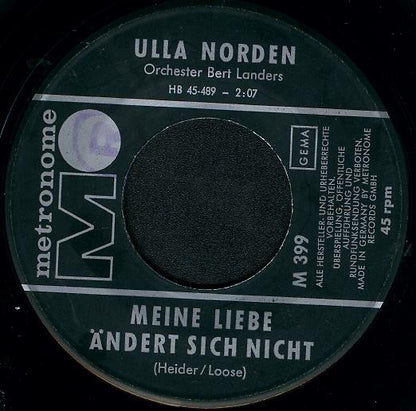 ULLA NORDEN
Orchester Bert Landers
HB 45-489 – 2:07
metronome
M
GEMA
M 399
ALLE HERSTELLER- UND URHEBERRECHTE
VORBEHALTEN.
ÜBERSPIELUNG, ÖFFENTLICHE
AUFFÜHRUNG UND
RUNDFUNKSENDUNG VERBOTEN.
MADE IN GERMANY BY METRONOME
RECORDS GMBH
45 rpm
MEINE LIEBE
ÄNDERT SICH NICHT
(Heider/Loose)